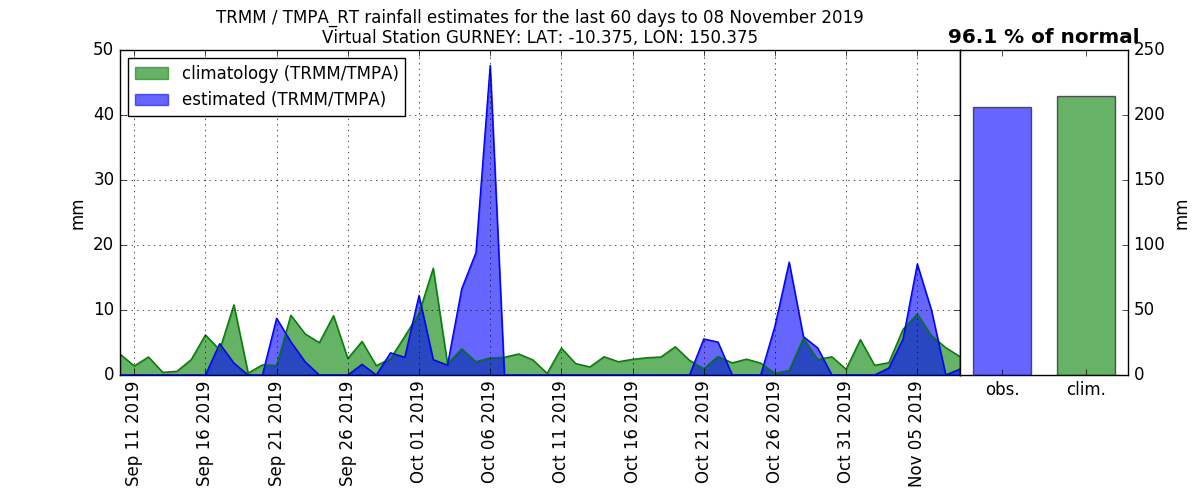 TRMM / TMPA_RT rainfall estimates for the last 60 days to 08 November 2019
Virtual Station GURNEY: LAT: -10.375, LON: 150.375
96.1 % of normal
climatology (TRMM/TMPA)
estimated (TRMM/TMPA)
50
40
30
20
10
0
mm
Sep 11 2019
Sep 16 2019
Sep 21 2019
Sep 26 2019
Oct 01 2019
Oct 06 2019
Oct 11 2019
Oct 16 2019
Oct 21 2019
Oct 26 2019
Oct 31 2019
Nov 05 2019
obs.
clim.
250
200
150
100
50
0
mm